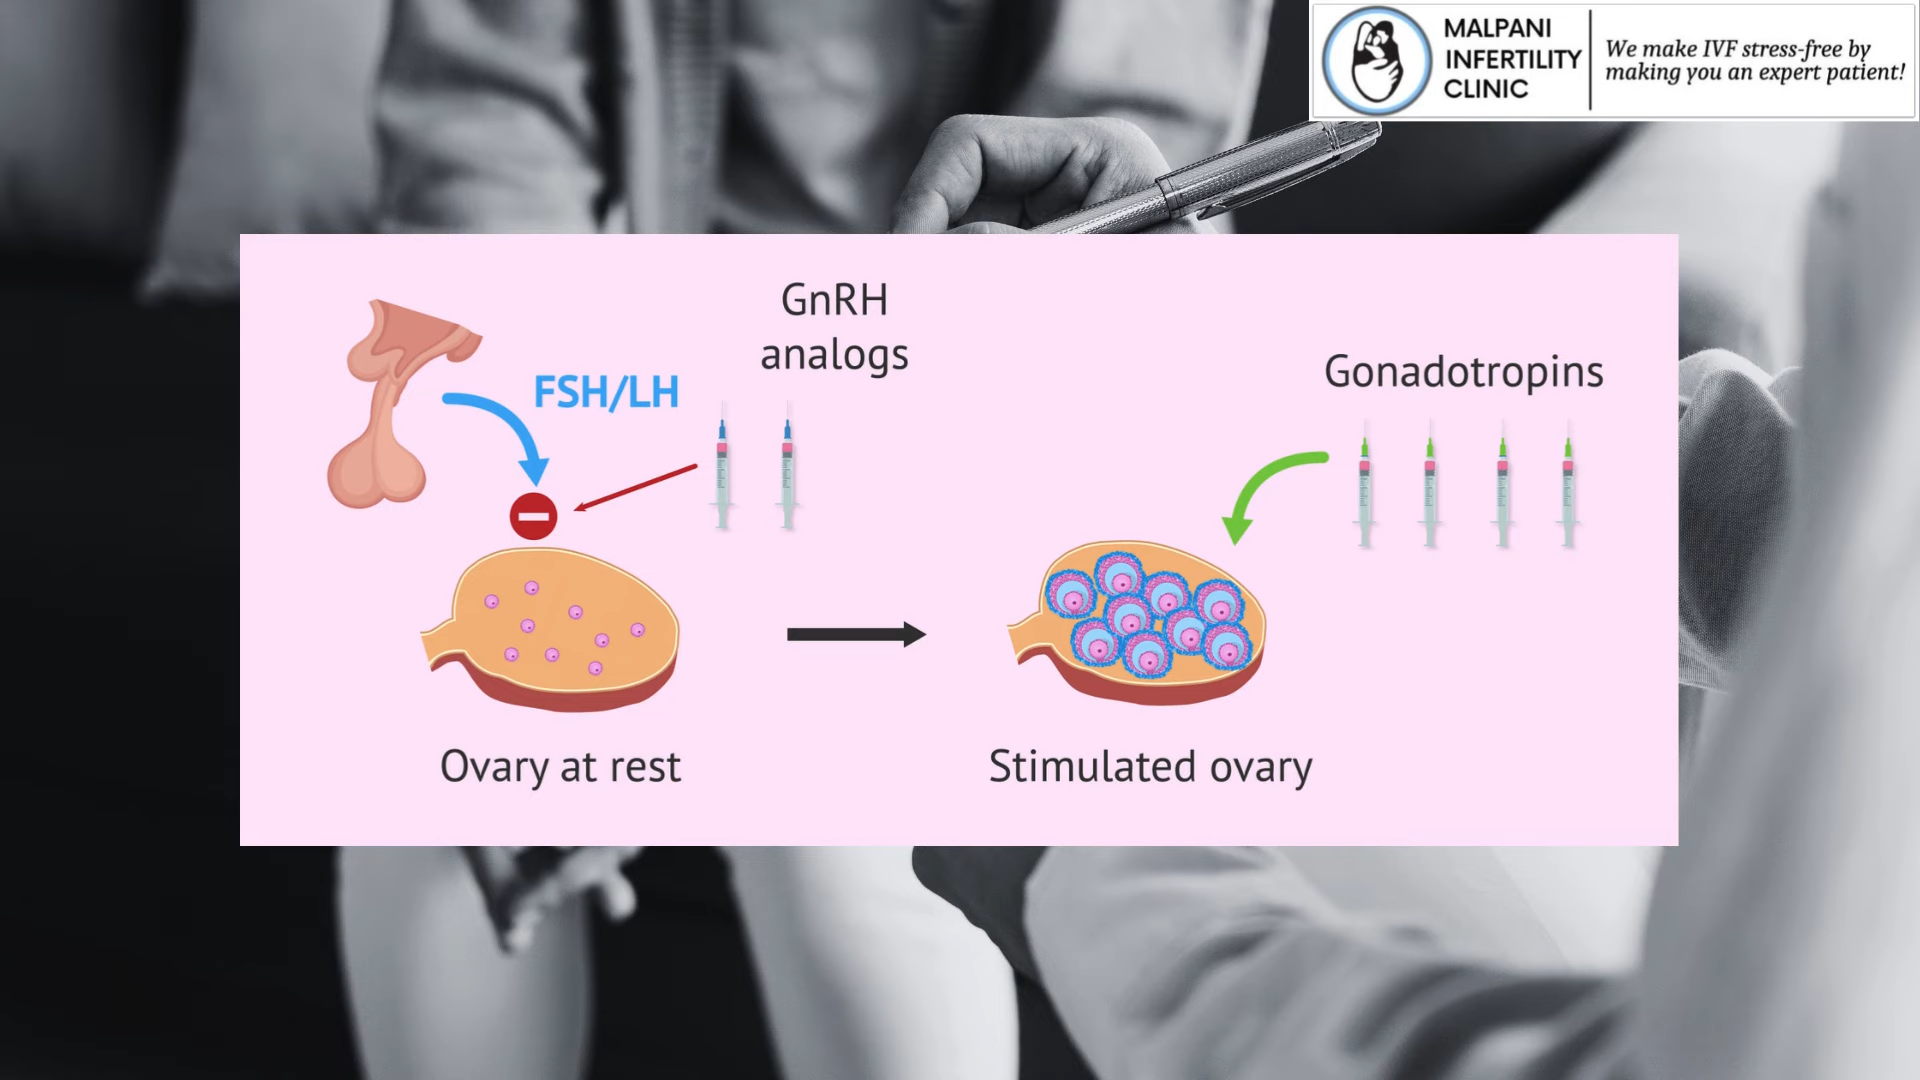 MALPANI
INFERTILITY
CLINIC
We make IVF stress-free by
making you an expert patient!
GnRH
analogs
FSH/LH
Gonadotropins
Ovary at rest
Stimulated ovary